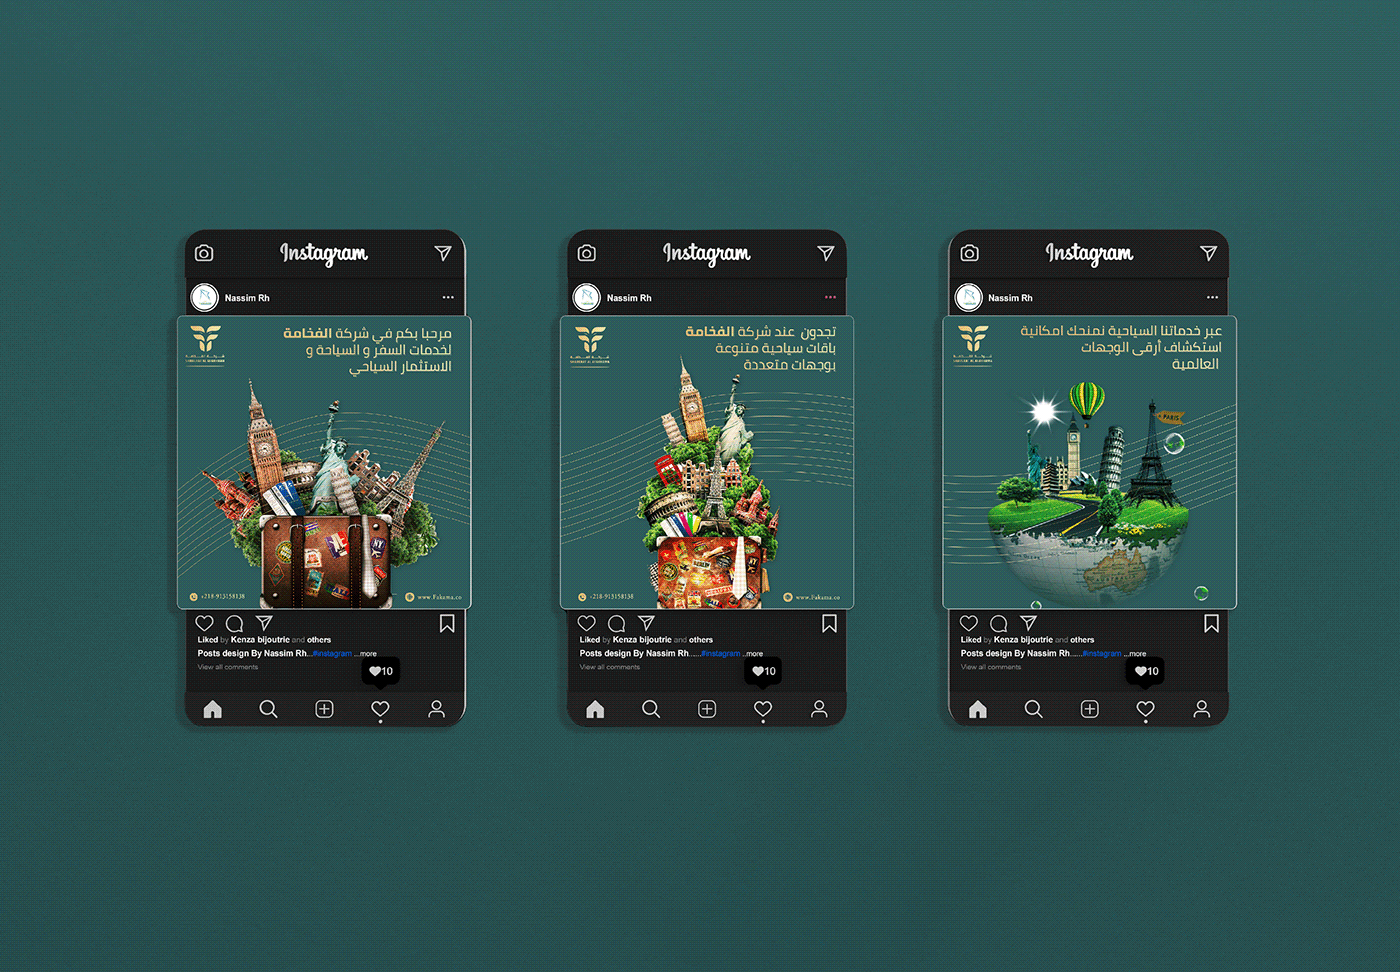 Instagram
Nassim Rh
مرحبا بكم في شركة الفخامة
لخدمات السفر و السياحة و
الاستثمار السياحي
+218-913158138
www.Fakama.co
Liked by Kenza bijoutrie and others
Posts design By Nassim Rh...#instagram ...more
View all comments
10
Instagram
Nassim Rh
تجدون عند شركة الفخامة
باقات سياحية متنوعة
بوجهات متعددة
+218-913158138
www.Fakama.co
Liked by Kenza bijoutrie and others
Posts design By Nassim Rh......#instagram ...more
View all comments
10
Instagram
Nassim Rh
عبر خدماتنا السياحية نمنحك امكانية
استكشاف أرقى الوجهات
العالمية
PARIS
AUSTRALIA
Liked by Kenza bijoutrie and others
Posts design By Nassim Rh......#instagram ...more
View all comments
10